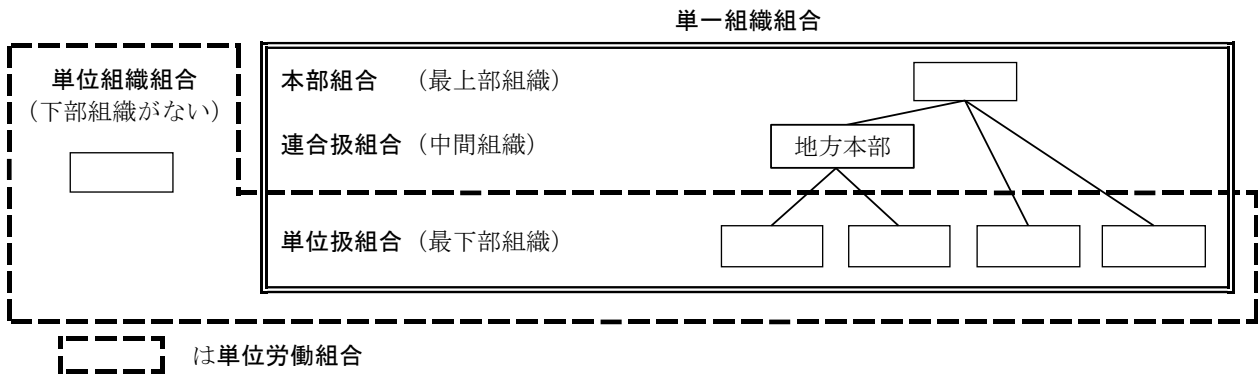 単一組織組合
単位組織組合
（下部組織がない）
本部組合 （最上部組織）
連合扱組合（中間組織）
地方本部
単位扱組合（最下部組織）
は単位労働組合